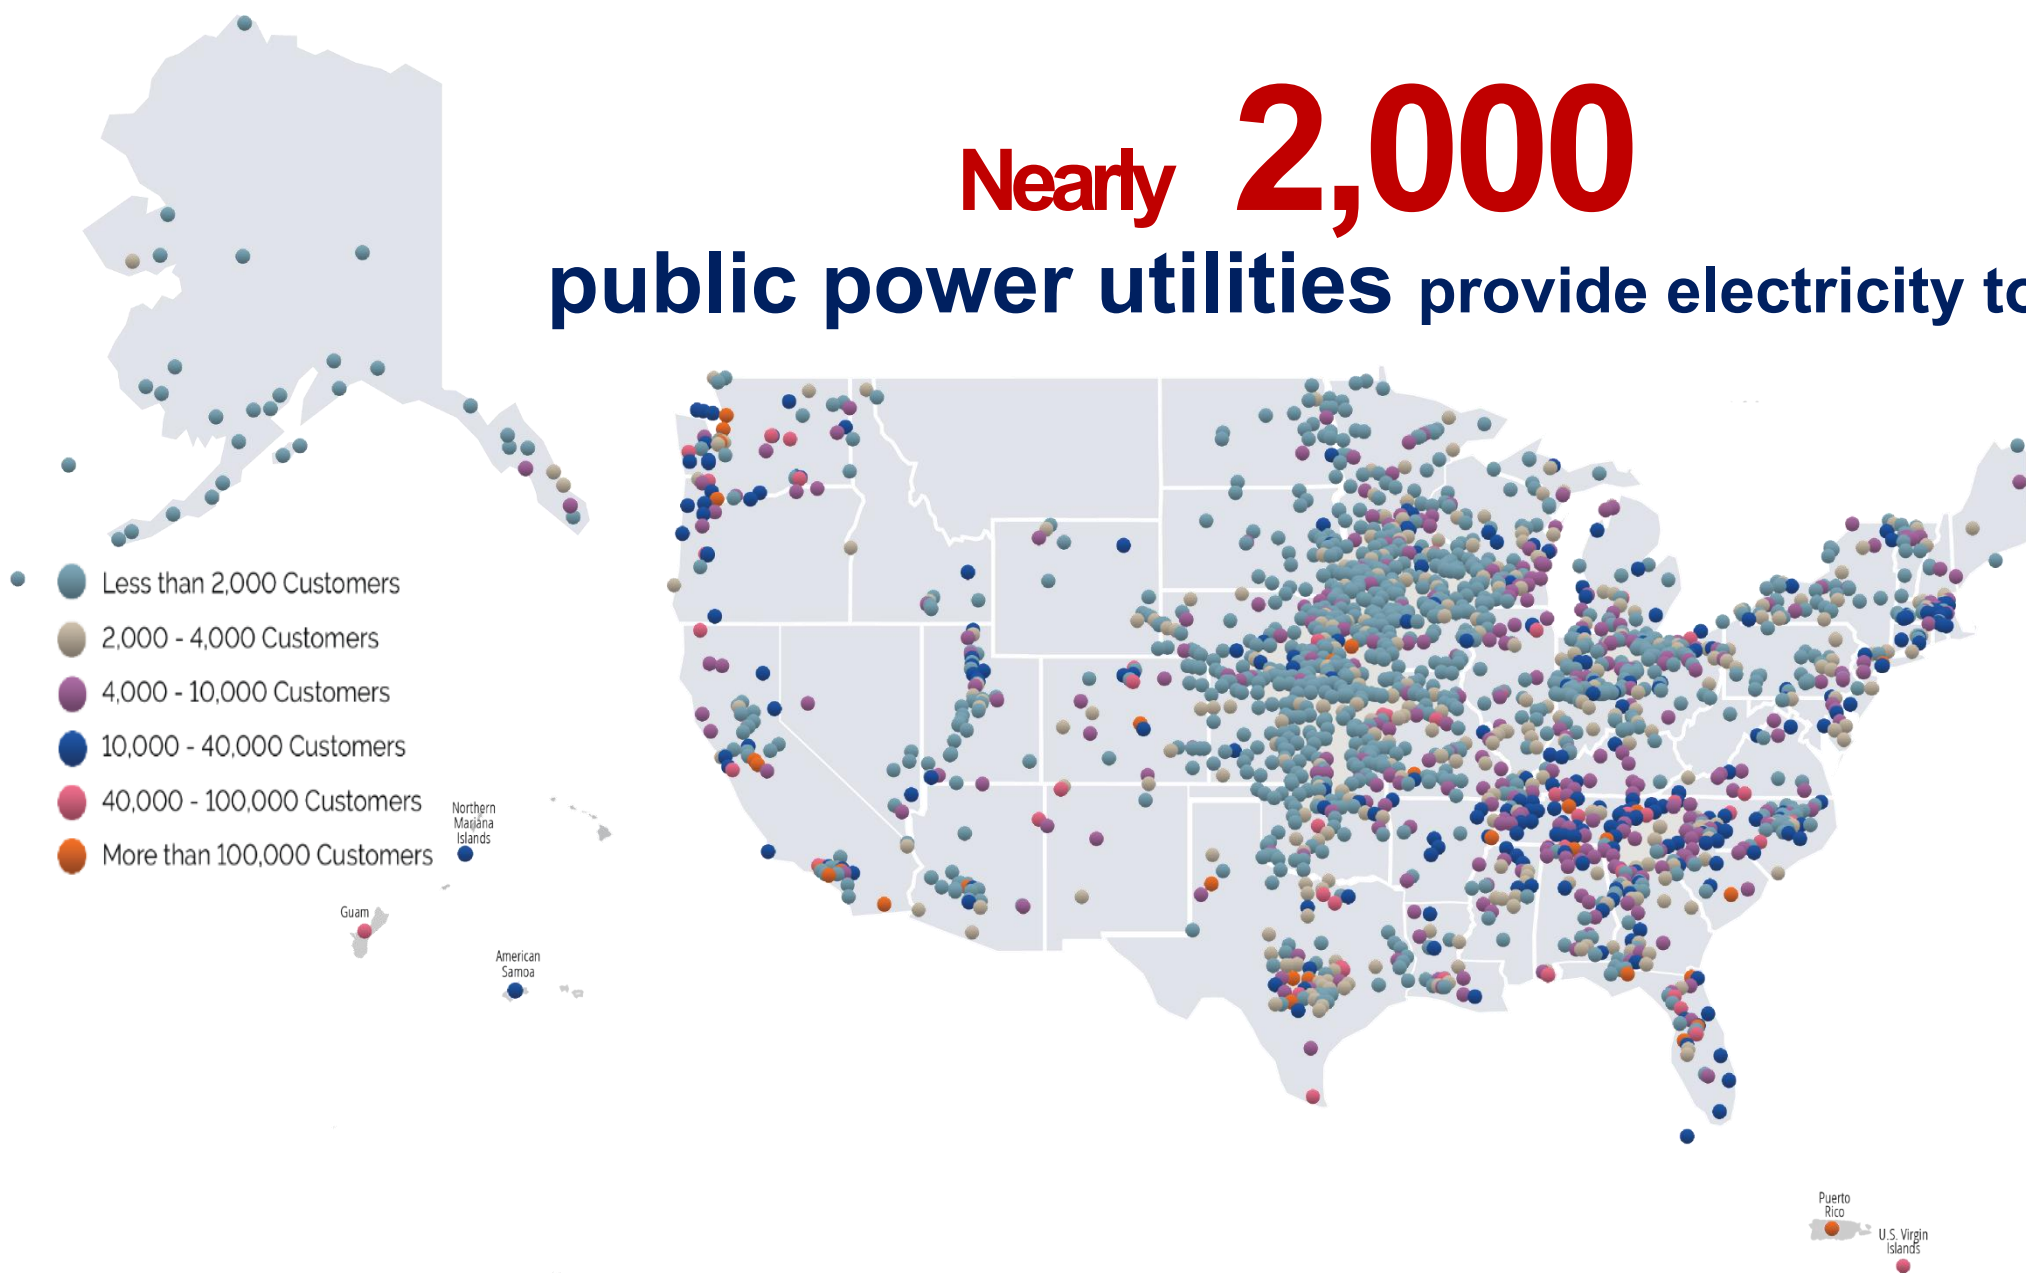 Nearly 2,000
public power utilities provide electricity to
Less than 2,000 Customers
2,000 - 4,000 Customers
4,000 - 10,000 Customers
10,000 - 40,000 Customers
40,000 - 100,000 Customers
More than 100,000 Customers
Northern
Mariana
Islands
Guam
American
Samoa
Puerto
Rico
U.S. Virgin
Islands